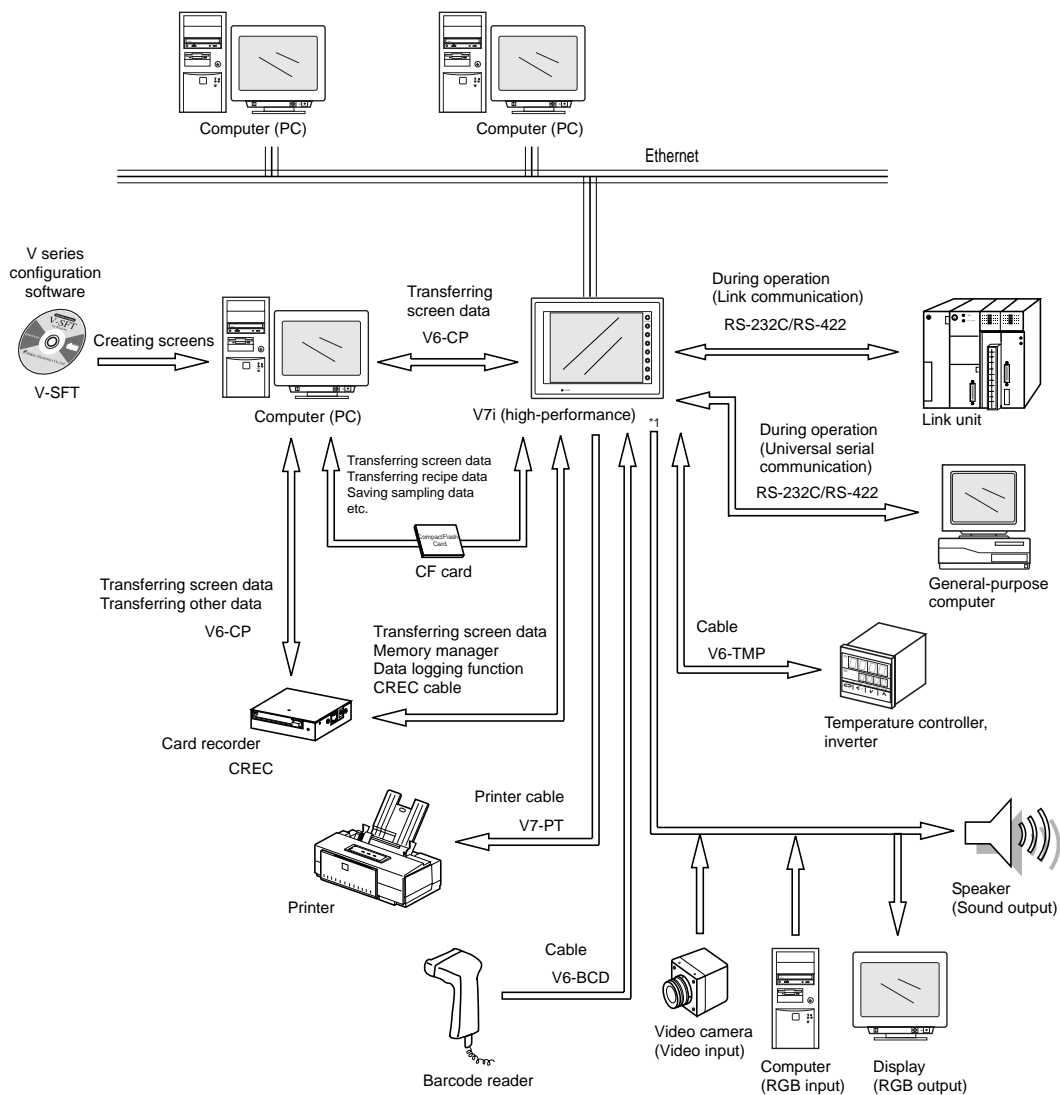 Computer (PC)
Computer (PC)
Ethernet
V series
configuration
software
V-SFT
V-SFT
Creating screens
Computer (PC)
Transferring
screen data
V6-CP
V7i (high-performance)
*1
During operation
(Link communication)
RS-232C/RS-422
Link unit
During operation
(Universal serial
communication)
RS-232C/RS-422
General-purpose
computer
Transferring screen data
Transferring recipe data
Saving sampling data
etc.
CompactFlash
Card
CF card
Transferring screen data
Transferring other data
V6-CP
Transferring screen data
Memory manager
Data logging function
CREC cable
Card recorder
CREC
Cable
V6-TMP
Temperature controller,
inverter
Printer cable
V7-PT
Printer
Cable
V6-BCD
Barcode reader
Speaker
(Sound output)
Video camera
(Video input)
Computer
(RGB input)
Display
(RGB output)